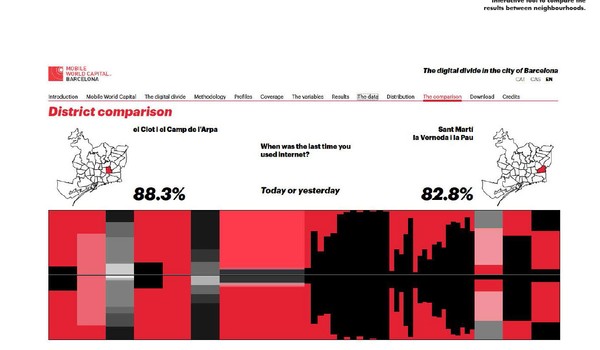 interactive tool to compare the
results between neighbourhoods.
MOBILE
WORLD CAPITAL.
BARCELONA
The digital divide in the city of Barcelona
CAT CAS EN
Introduction Mobile World Capital The digital divide Methodology Profiles Coverage The variables Results The data Distribution The comparison Download Credits
District comparison
el Clot i el Camp de l'Arpa
Sant Martí
la Verneda i la Pau
When was the last time you
used internet?
88.3%
Today or yesterday
82.8%